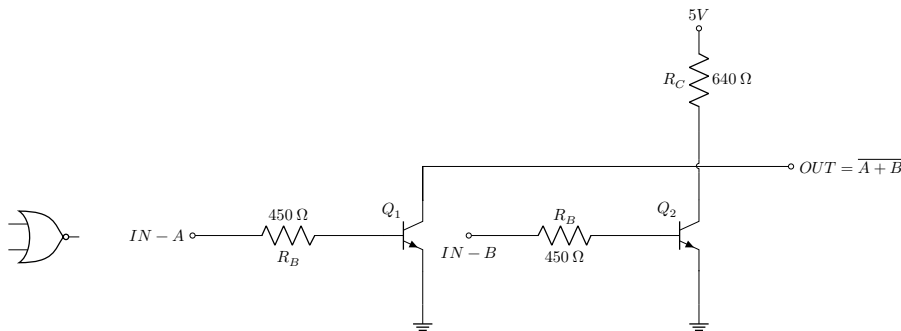 5V
R_C 640 Ω
OUT = \overline{A + B}
Q_1
Q_2
450 Ω
R_B
IN − A
IN − B
R_B
450 Ω